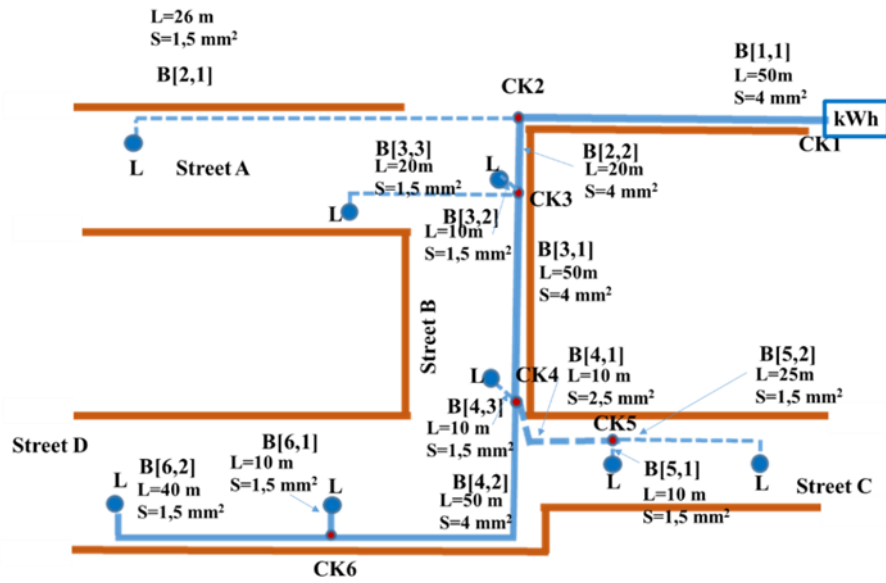 L=26 m
S=1,5 mm²
B[2,1]
B[1,1]
L=50m
S=4 mm²
CK2
kWh
CK1
L
Street A
B[3,3]
L=20m
S=1,5 mm²
L
L
B[2,2]
L=20m
S=4 mm²
CK3
B[3,2]
L=10m
S=1,5 mm²
B[3,1]
L=50m
S=4 mm²
Street B
L
CK4
B[4,1]
L=10 m
S=2,5 mm²
B[5,2]
L=25m
S=1,5 mm²
B[4,3]
L=10 m
S=1,5 mm²
CK5
Street D
B[6,2]
L=40 m
S=1,5 mm²
L
B[6,1]
L=10 m
S=1,5 mm²
L
B[4,2]
L=50 m
S=4 mm²
L
B[5,1]
L=10 m
S=1,5 mm²
L
Street C
CK6